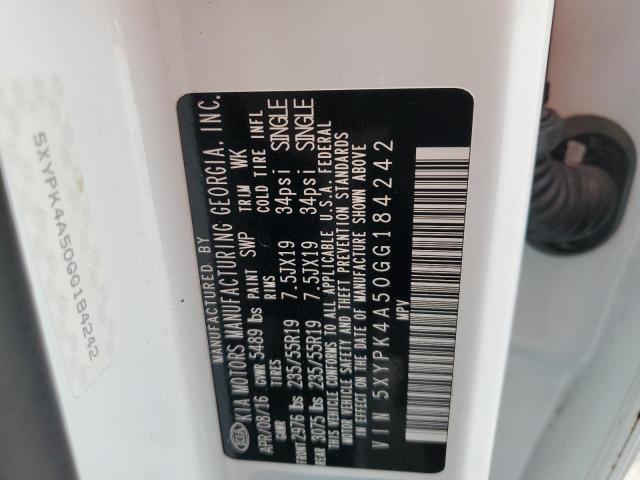 5XYPK4A50GG184242
MANUFACTURED BY
KIA KIA MOTORS MANUFACTURING GEORGIA, INC.
APR/08/16 GVWR 5489 lbs PAINT SWP TRIM WK
GAWR TIRES RIMS COLD TIRE INFL
FRONT 2976 lbs 235/55R19 7.5JX19 34psi SINGLE
REAR 3075 lbs 235/55R19 7.5JX19 34psi SINGLE
THIS VEHICLE CONFORMS TO ALL APPLICABLE U.S.A. FEDERAL
MOTOR VEHICLE SAFETY, BUMPER, AND THEFT PREVENTION STANDARDS
IN EFFECT ON THE DATE OF MANUFACTURE SHOWN ABOVE
VIN 5XYPK4A50GG184242
MPV